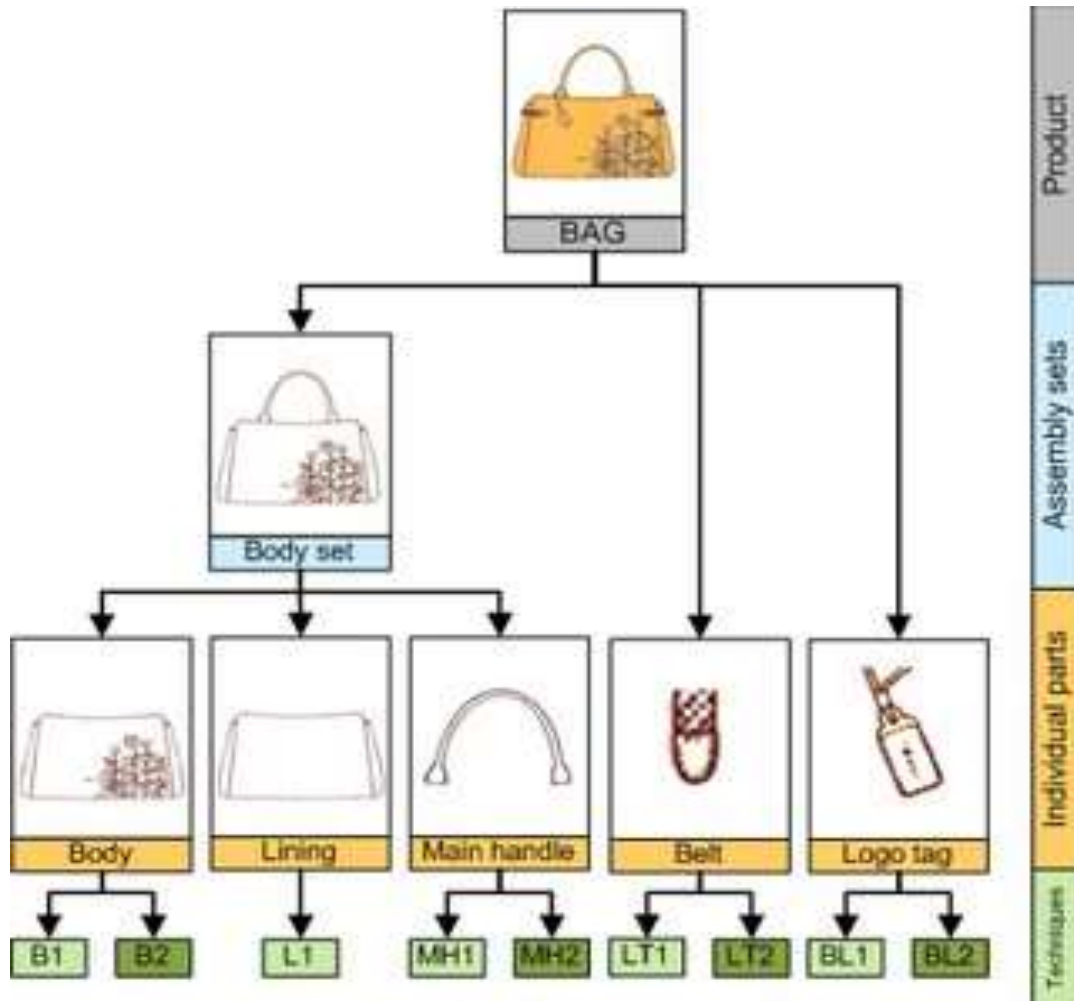 BAG
Product
Body set
Assembly sets
Body
Lining
Main handle
Belt
Logo tag
Individual parts
B1
B2
L1
MH1
MH2
LT1
LT2
BL1
BL2
Techniques